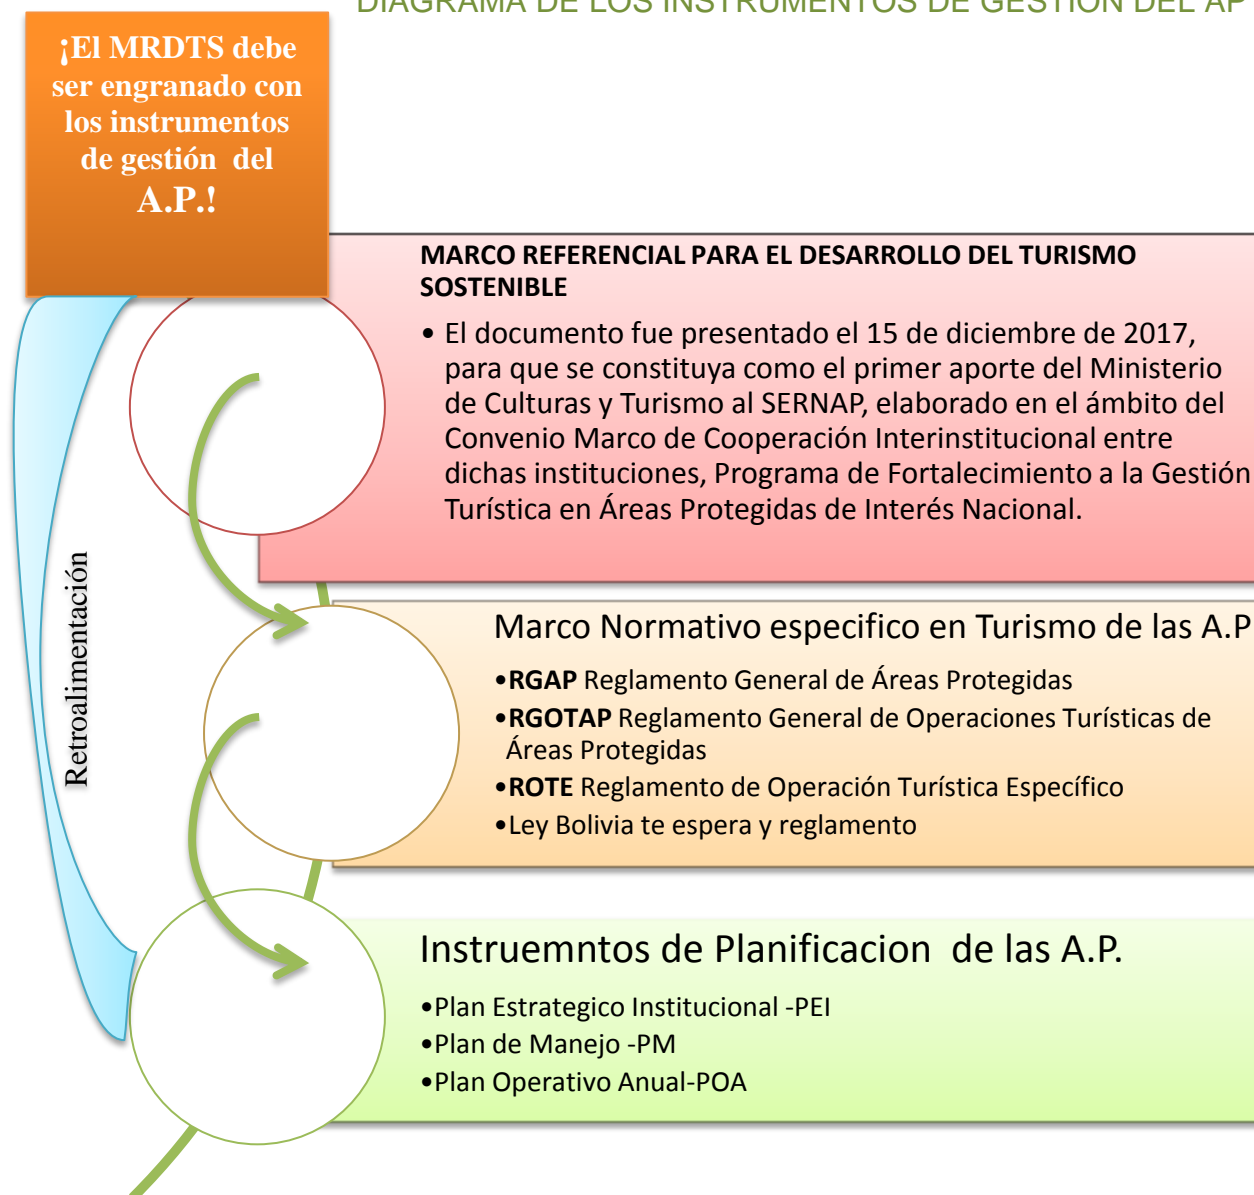 DIAGRAMA DE LOS INSTRUMENTOS DE GESTIÓN DEL AP
¡El MRDTS debe
ser engranado con
los instrumentos
de gestión  del
A.P.!
MARCO REFERENCIAL PARA EL DESARROLLO DEL TURISMO
SOSTENIBLE
• El documento fue presentado el 15 de diciembre de 2017,
para que se constituya como el primer aporte del Ministerio
de Culturas y Turismo al SERNAP, elaborado en el ámbito del
Convenio Marco de Cooperación Interinstitucional entre
dichas instituciones, Programa de Fortalecimiento a la Gestión
Turística en Áreas Protegidas de Interés Nacional.
Retroalimentación
Marco Normativo especifico en Turismo de las A.P
•RGAP Reglamento General de Áreas Protegidas
•RGOTAP Reglamento General de Operaciones Turísticas de
Áreas Protegidas
•ROTE Reglamento de Operación Turística Específico
•Ley Bolivia te espera y reglamento
Instruemntos de Planificacion  de las A.P.
•Plan Estrategico Institucional -PEI
•Plan de Manejo -PM
•Plan Operativo Anual-POA